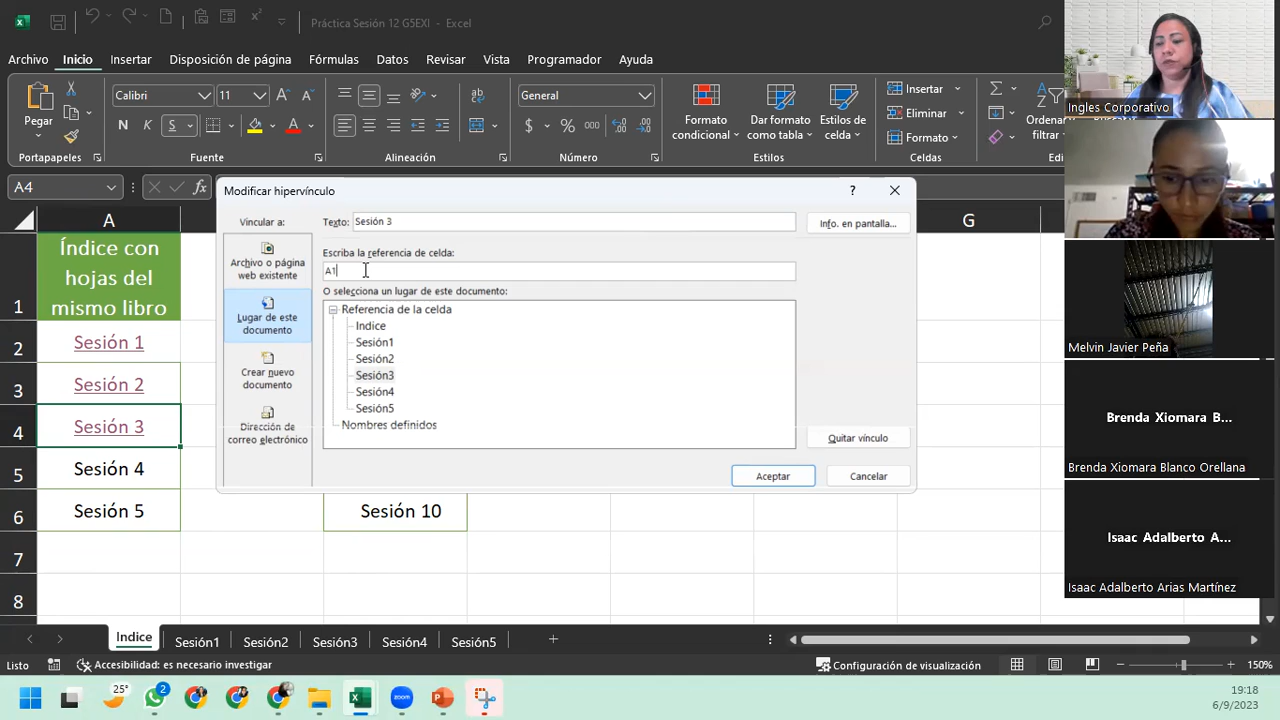 Práctica Sesión 12 GSEXI - Excel
Archivo
Inicio
Insertar
Disposición de página
Fórmulas
Revisar
Vista
Ayuda
Pegar
Portapapeles
Calibri
11
N
K
S
A
Fuente
ab
Alineación
General
$
%
000
Número
Formato
condicional
Dar formato
como tabla
Estilos de
celda
Estilos
Insertar
Eliminar
Formato
Celdas
Σ
Ordenar
filtrar
A4
fx
A
G
1
2
3
4
5
6
7
8
Índice con
hojas del
mismo libro
Sesión 1
Sesión 2
Sesión 3
Sesión 4
Sesión 5
Sesión 10
Modificar hipervínculo
?
Vincular a:
Texto:
Sesión 3
Info. en pantalla...
Archivo o página
web existente
Escriba la referencia de celda:
A1
O selecciona un lugar de este documento:
Lugar de este
documento
Referencia de la celda
Indice
Sesión1
Sesión2
Sesión3
Sesión4
Sesión5
Nombres definidos
Crear nuevo
documento
Dirección de
correo electrónico
Quitar vínculo
Aceptar
Cancelar
Indice
Sesión1
Sesión2
Sesión3
Sesión4
Sesión5
Listo
Accesibilidad: es necesario investigar
Configuración de visualización
150%
25°
2
zoom
19:18
6/9/2023
Ingles Corporativo
Melvin Javier Peña
Brenda Xiomara B...
Brenda Xiomara Blanco Orellana
Isaac Adalberto A...
Isaac Adalberto Arias Martínez